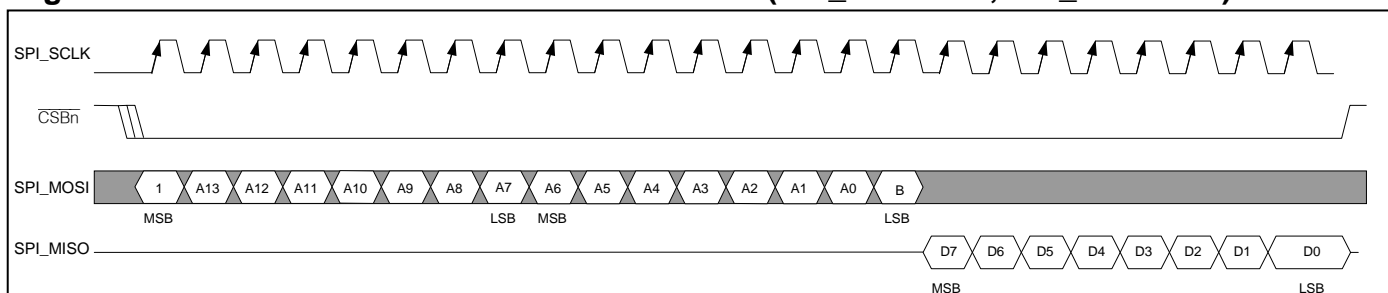 SPI_SCLK
CSBn
SPI_MOSI 1 A13 A12 A11 A10 A9 A8 A7 A6 A5 A4 A3 A2 A1 A0 B
MSB LSB MSB LSB
SPI_MISO D7 D6 D5 D4 D3 D2 D1 D0
MSB LSB